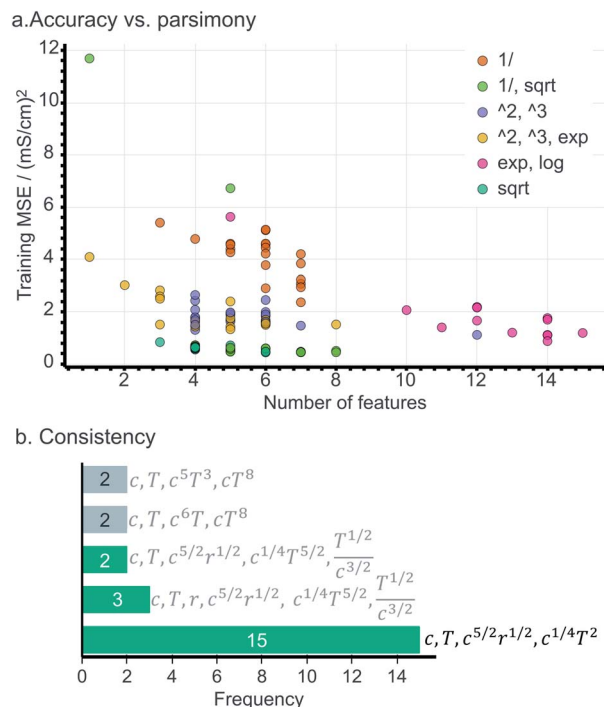 a.Accuracy vs. parsimony
12
10
8
6
4
2
0
Training MSE / (mS/cm)²
1/
1/, sqrt
^2, ^3
^2, ^3, exp
exp, log
sqrt
2 4 6 8 10 12 14
Number of features
b. Consistency
2 c, T, c⁵T³, cT⁸
2 c, T, c⁶T, cT⁸
2 c, T, c^{5/2}r^{1/2}, c^{1/4}T^{5/2}, T^{1/2}/c^{3/2}
3 c, T, r, c^{5/2}r^{1/2}, c^{1/4}T^{5/2}, T^{1/2}/c^{3/2}
15 c, T, c^{5/2}r^{1/2}, c^{1/4}T²
0 2 4 6 8 10 12 14
Frequency